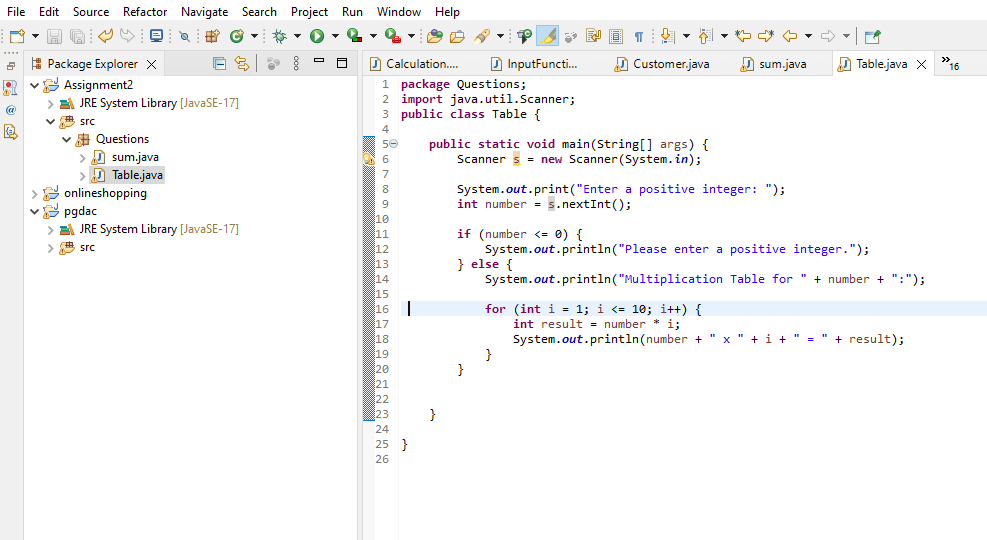 File Edit Source Refactor Navigate Search Project Run Window Help
Package Explorer
Assignment2
JRE System Library [JavaSE-17]
src
Questions
sum.java
Table.java
onlineshopping
pgdac
JRE System Library [JavaSE-17]
src
Calculation.... InputFuncti... Customer.java sum.java Table.java »16
1 package Questions;
2 import java.util.Scanner;
3 public class Table {
4
5 public static void main(String[] args) {
6 Scanner s = new Scanner(System.in);
7
8 System.out.print("Enter a positive integer: ");
9 int number = s.nextInt();
10
11 if (number <= 0) {
12 System.out.println("Please enter a positive integer.");
13 } else {
14 System.out.println("Multiplication Table for " + number + ":");
15
16 for (int i = 1; i <= 10; i++) {
17 int result = number * i;
18 System.out.println(number + " x " + i + " = " + result);
19 }
20 }
21
22
23 }
24
25 }
26